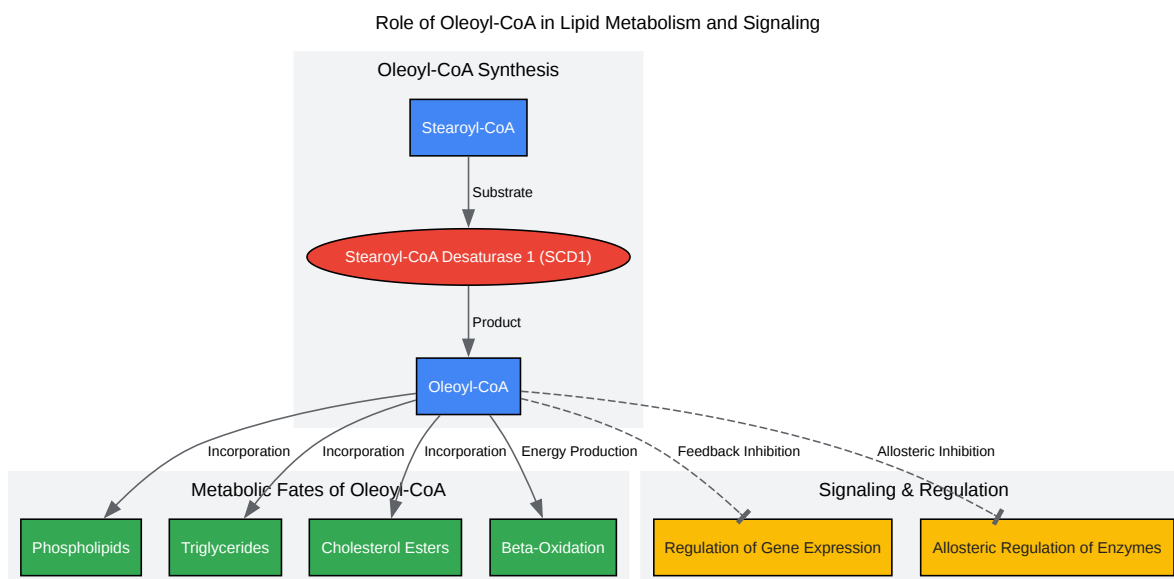 Role of Oleoyl-CoA in Lipid Metabolism and Signaling
Oleoyl-CoA Synthesis
Stearoyl-CoA
Substrate
Stearoyl-CoA Desaturase 1 (SCD1)
Product
Oleoyl-CoA
Incorporation
Incorporation
Incorporation
Energy Production
Feedback Inhibition
Allosteric Inhibition
Metabolic Fates of Oleoyl-CoA
Signaling & Regulation
Phospholipids
Triglycerides
Cholesterol Esters
Beta-Oxidation
Regulation of Gene Expression
Allosteric Regulation of Enzymes